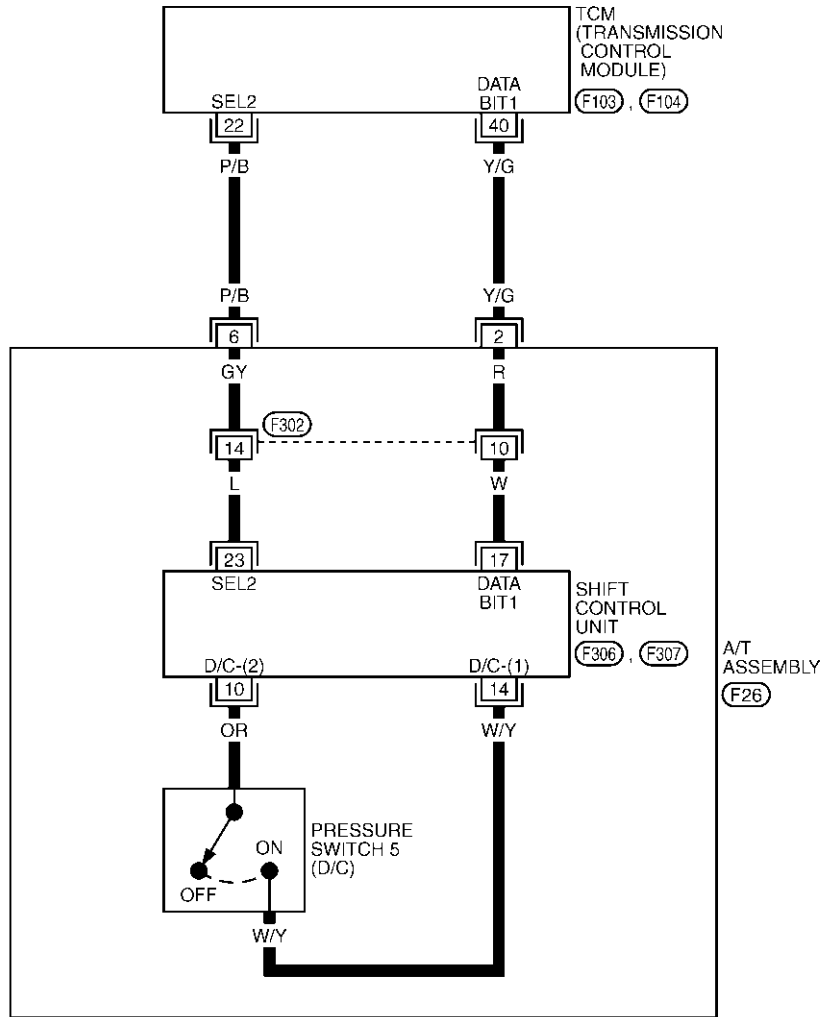 TCM
(TRANSMISSION
CONTROL
MODULE)
F103 , F104
SEL2
DATA
BIT1
22
40
P/B
Y/G
P/B
Y/G
6
2
GY
R
F302
14
10
L
W
23
17
SEL2
DATA
BIT1
SHIFT
CONTROL
UNIT
F306 , F307
A/T
ASSEMBLY
F26
D/C-(2)
D/C-(1)
10
14
OR
W/Y
PRESSURE
SWITCH 5
(D/C)
ON
OFF
W/Y